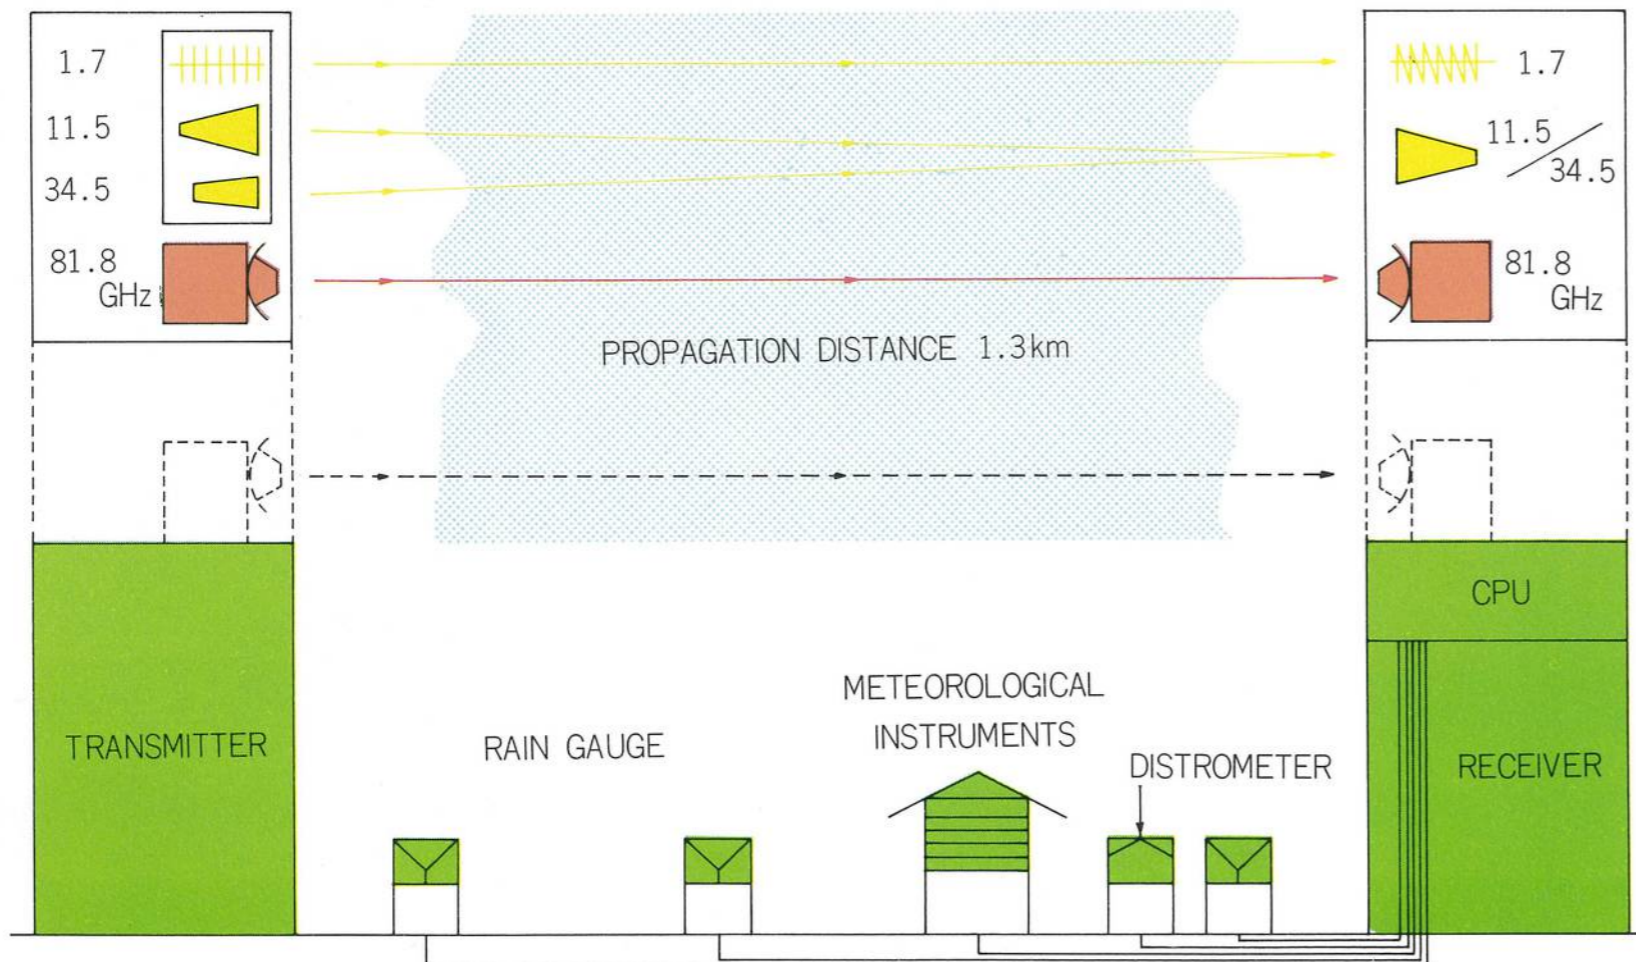 1.7
11.5
34.5
81.8
GHz
1.7
11.5
34.5
81.8
GHz
PROPAGATION DISTANCE 1.3km
CPU
TRANSMITTER
RAIN GAUGE
METEOROLOGICAL
INSTRUMENTS
DISTROMETER
RECEIVER